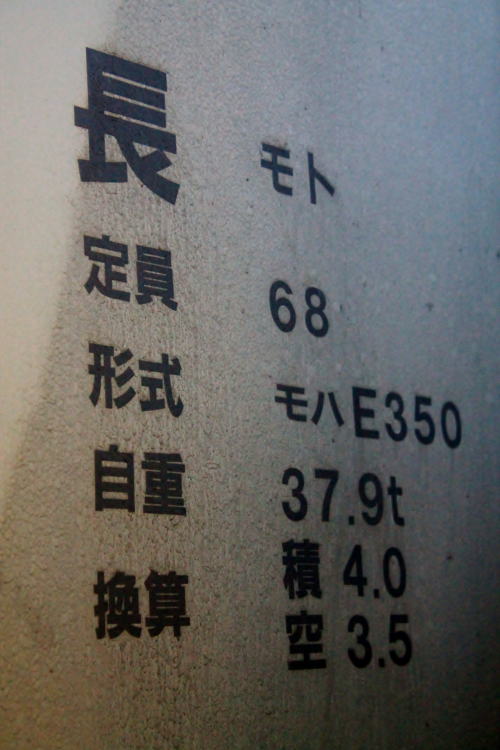 長 モト
定員 68
形式 モハE350
自重 37.9t
換算 積 4.0
空 3.5